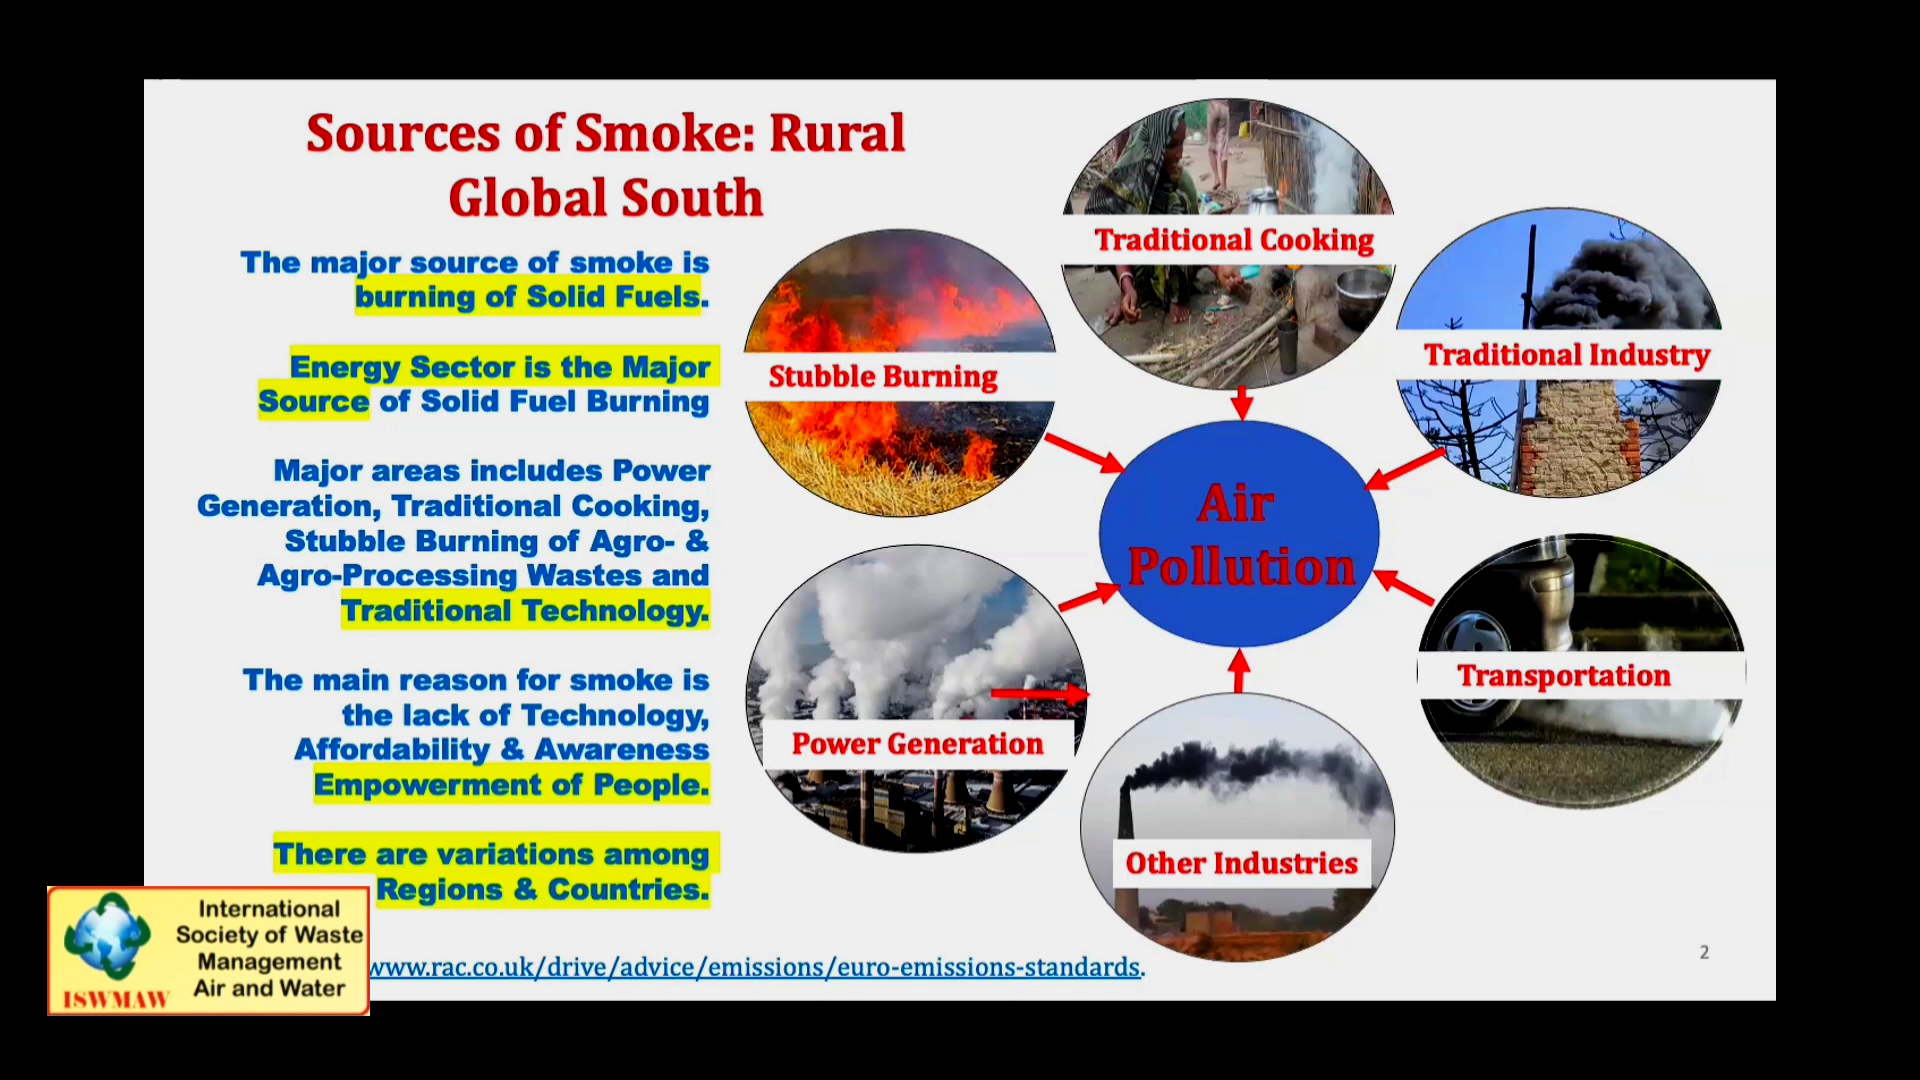 Sources of Smoke: Rural
Global South
The major source of smoke is
burning of Solid Fuels.
Energy Sector is the Major
Source of Solid Fuel Burning
Major areas includes Power
Generation, Traditional Cooking,
Stubble Burning of Agro- &
Agro-Processing Wastes and
Traditional Technology.
The main reason for smoke is
the lack of Technology,
Affordability & Awareness
Empowerment of People.
There are variations among
Regions & Countries.
Traditional Cooking
Traditional Industry
Stubble Burning
Air
Pollution
Transportation
Power Generation
Other Industries
www.rac.co.uk/drive/advice/emissions/euro-emissions-standards.
2
International
Society of Waste
Management
Air and Water
ISWMAW